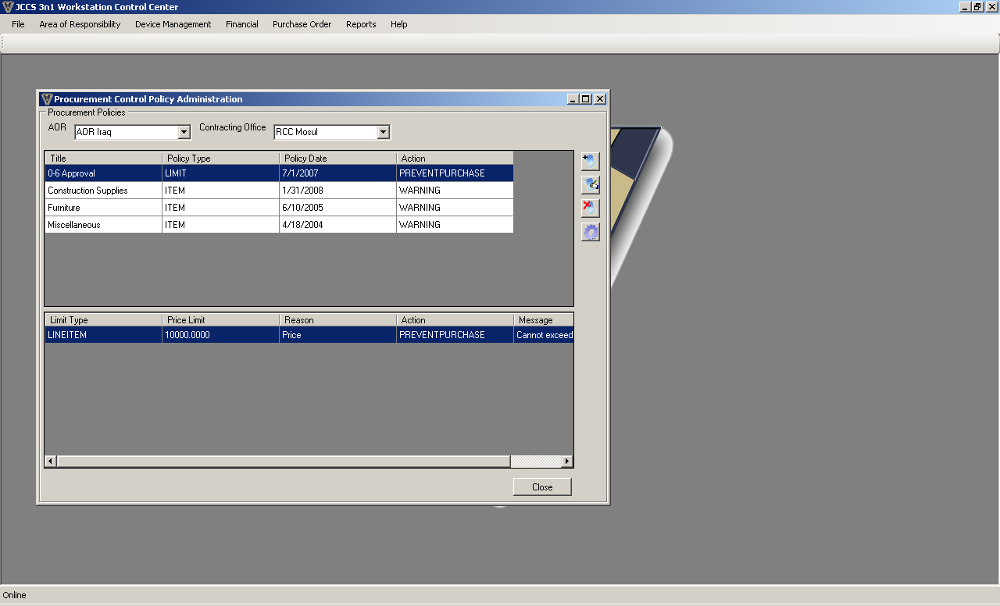 JCCS 3n1 Workstation Control Center
File Area of Responsibility Device Management Financial Purchase Order Reports Help
Procurement Control Policy Administration
Procurement Policies
AOR AOR Iraq Contracting Office RCC Mosul
Title Policy Type Policy Date Action
0-6 Approval LIMIT 7/1/2007 PREVENTPURCHASE
Construction Supplies ITEM 1/31/2008 WARNING
Furniture ITEM 6/10/2005 WARNING
Miscellaneous ITEM 4/18/2004 WARNING
Limit Type Price Limit Reason Action Message
LINEITEM 10000.0000 Price PREVENTPURCHASE Cannot exceed
Close
Online